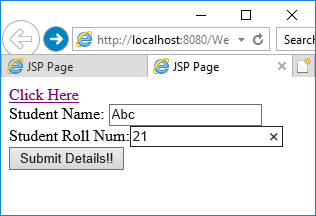 http://localhost:8080/We
Search
JSP Page
JSP Page
Click Here
Student Name: Abc
Student Roll Num: 21
Submit Details!!